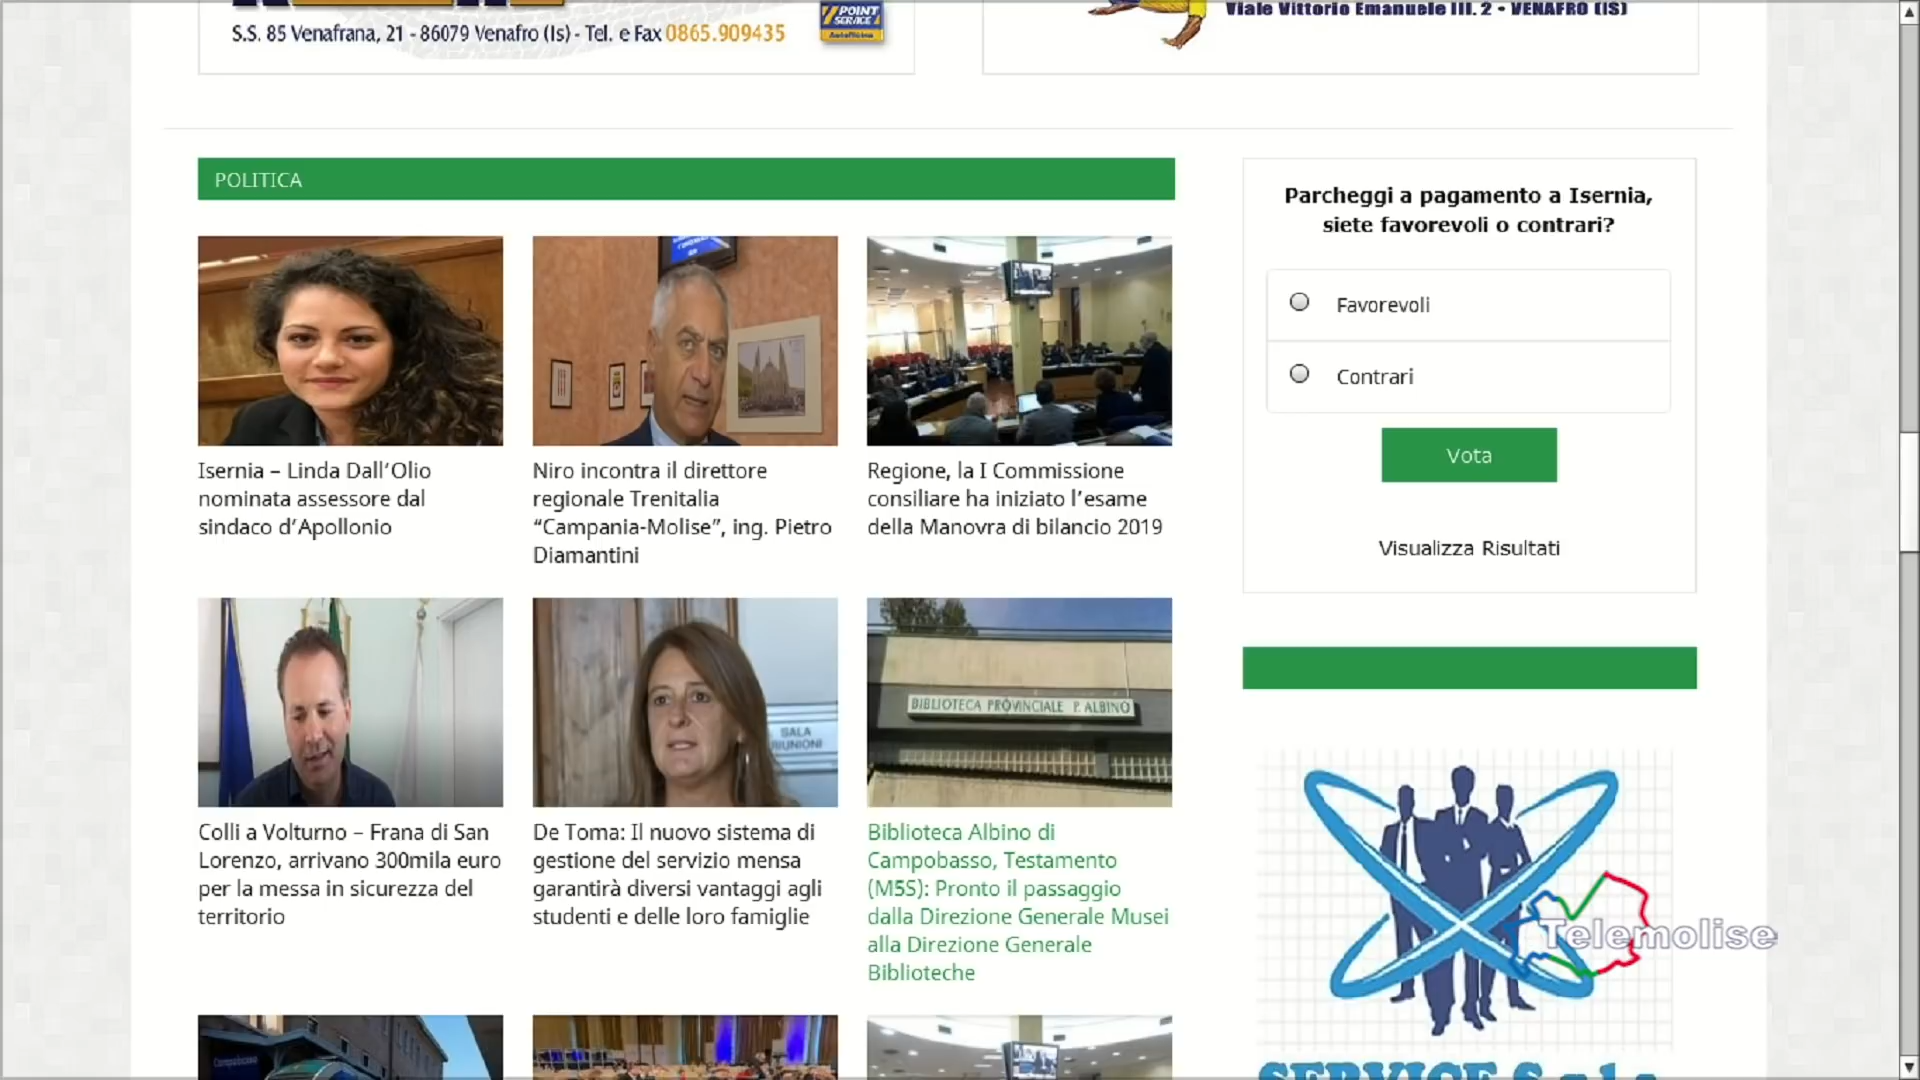 S.S. 85 Venafrana, 21 - 86079 Venafro (Is) - Tel. e Fax 0865.909435
POINT
SERVICE
Autofficina
Viale Vittorio Emanuele III, 2 - VENAFRO (IS)
POLITICA
Isernia – Linda Dall’Olio
nominata assessore dal
sindaco d’Apollonio
Niro incontra il direttore
regionale Trenitalia
“Campania-Molise”, ing. Pietro
Diamantini
Regione, la I Commissione
consiliare ha iniziato l’esame
della Manovra di bilancio 2019
SALA
RIUNIONI
BIBLIOTECA PROVINCIALE P. ALBINO
Colli a Volturno – Frana di San
Lorenzo, arrivano 300mila euro
per la messa in sicurezza del
territorio
De Toma: Il nuovo sistema di
gestione del servizio mensa
garantirà diversi vantaggi agli
studenti e delle loro famiglie
Biblioteca Albino di
Campobasso, Testamento
(M5S): Pronto il passaggio
dalla Direzione Generale Musei
alla Direzione Generale
Biblioteche
Campobasso
Parcheggi a pagamento a Isernia,
siete favorevoli o contrari?
Favorevoli
Contrari
Vota
Visualizza Risultati
Telemolise
SERVICE S.r.l.s